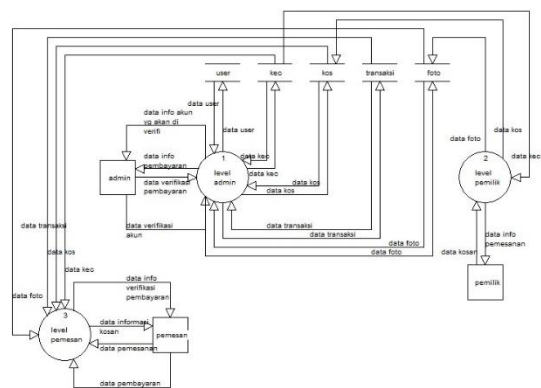 user
kec
kos
transaksi
foto
data user
data user
data info akun
yg akan di
verifi
data info
pembayaran
admin
data verifikasi
pembayaran
data verifikasi
akun
1
level
admin
data kec
data kec
data kos
data kos
data transaksi
data transaksi
data foto
data foto
2
level
pemilik
data foto
data kos
data kec
data kosan
data info
pemesanan
pemilik
data transaksi
data kos
data kec
data foto
3
level
pemesan
data info
verifikasi
pembayaran
data informasi
kosan
data pemesanan
pemesan
data pembayaran